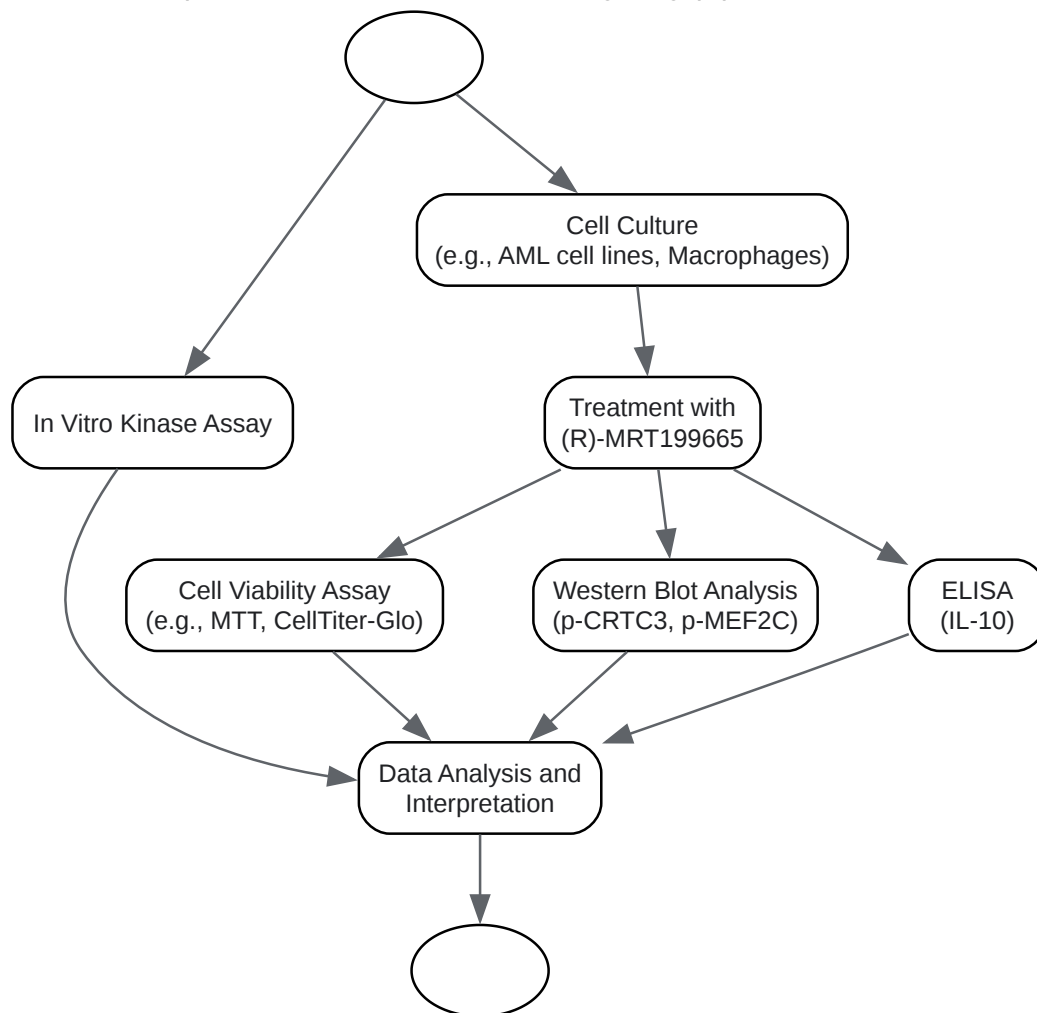 Cell Culture
(e.g., AML cell lines, Macrophages)
In Vitro Kinase Assay
Treatment with
(R)-MRT199665
Cell Viability Assay
(e.g., MTT, CellTiter-Glo)
Western Blot Analysis
(p-CRTC3, p-MEF2C)
ELISA
(IL-10)
Data Analysis and
Interpretation